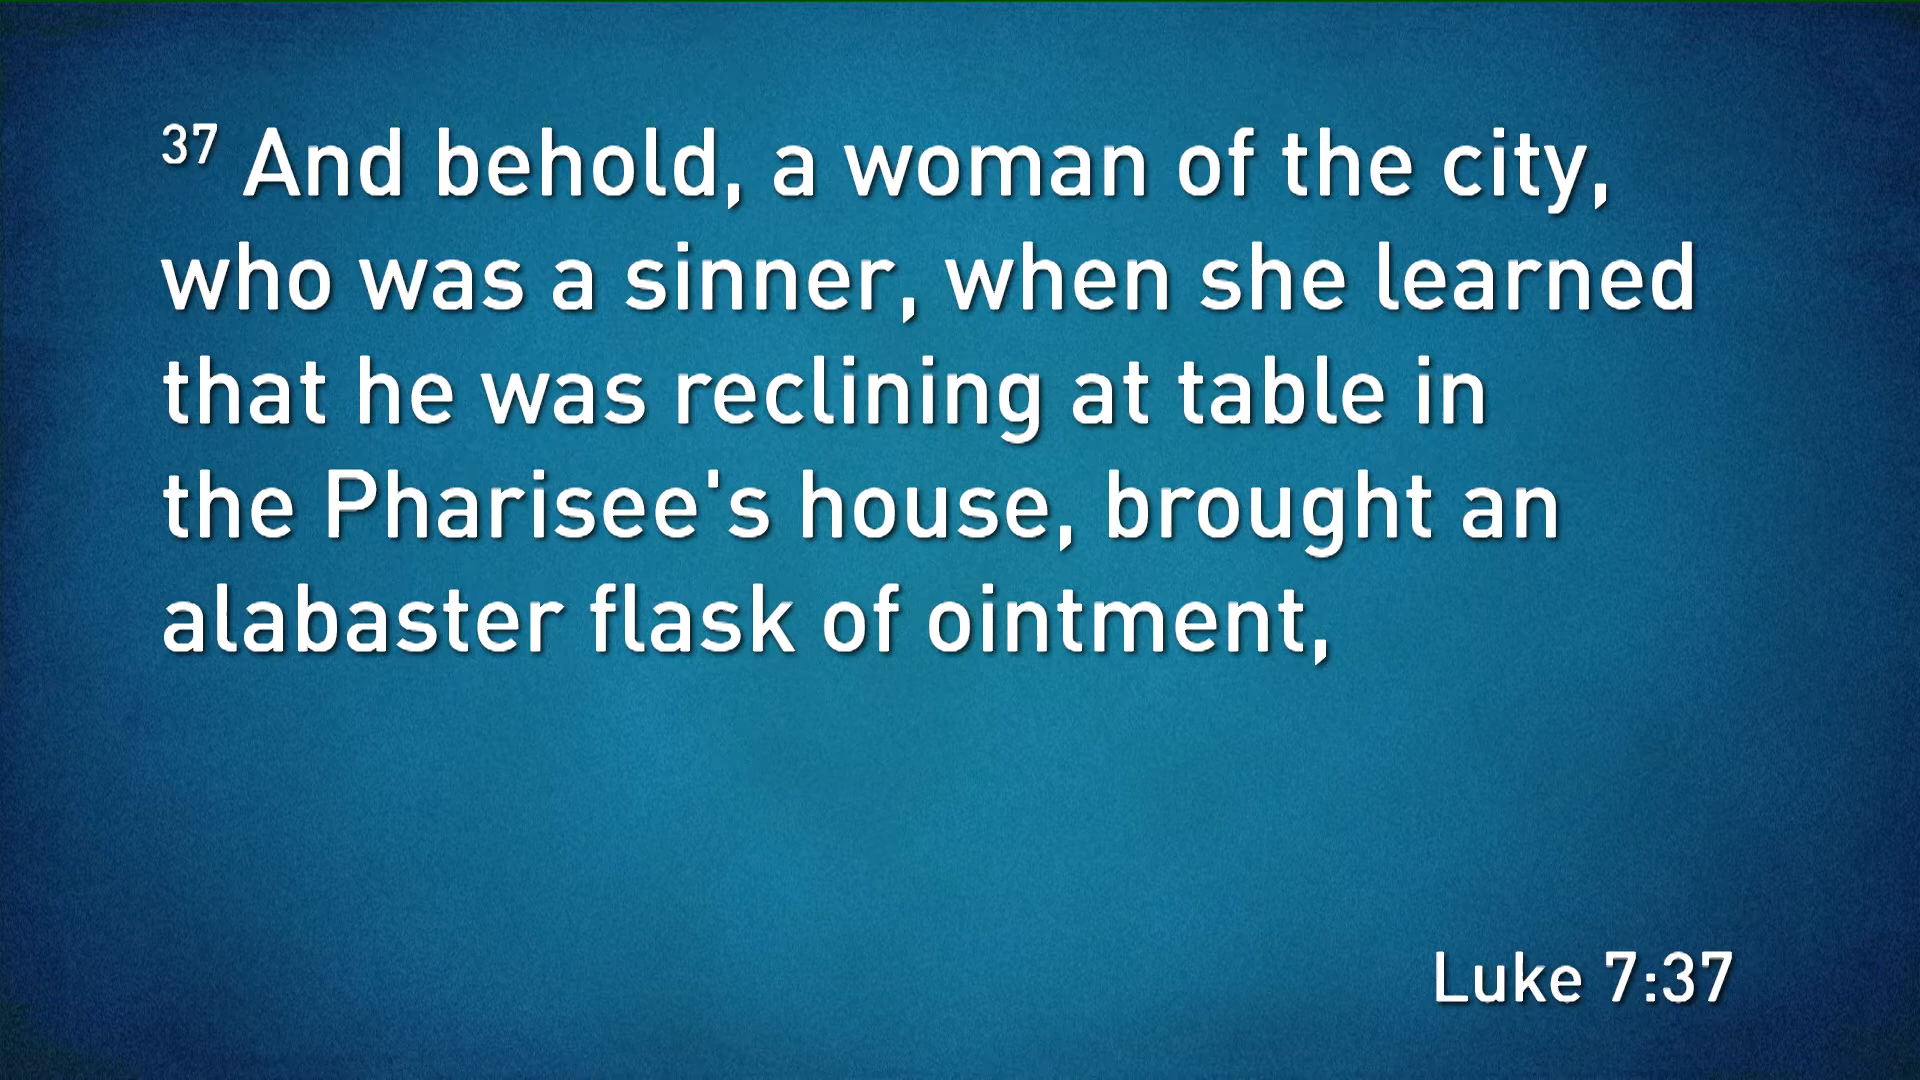 37 And behold, a woman of the city,
who was a sinner, when she learned
that he was reclining at table in
the Pharisee's house, brought an
alabaster flask of ointment,
Luke 7:37